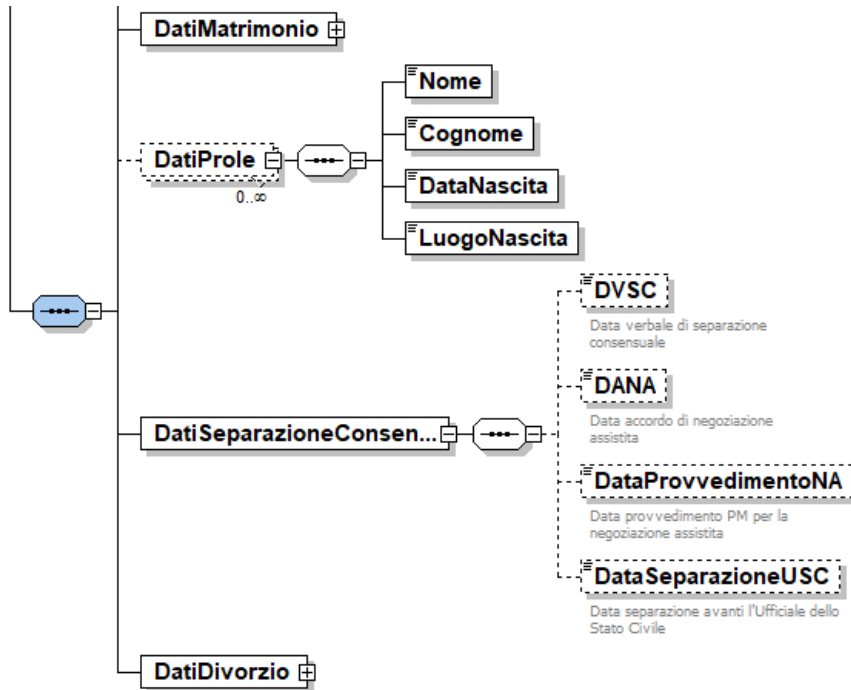 DatiMatrimonio
Nome
Cognome
DatiProle
0..∞
DataNascita
LuogoNascita
DVSC
Data verbale di separazione
consensuale
DANA
Data accordo di negoziazione
assistita
DatiSeparazioneConsen...
DataProvvedimentoNA
Data provvedimento PM per la
negoziazione assistita
DataSeparazioneUSC
Data separazione avanti l'Ufficiale dello
Stato Civile
DatiDivorzio